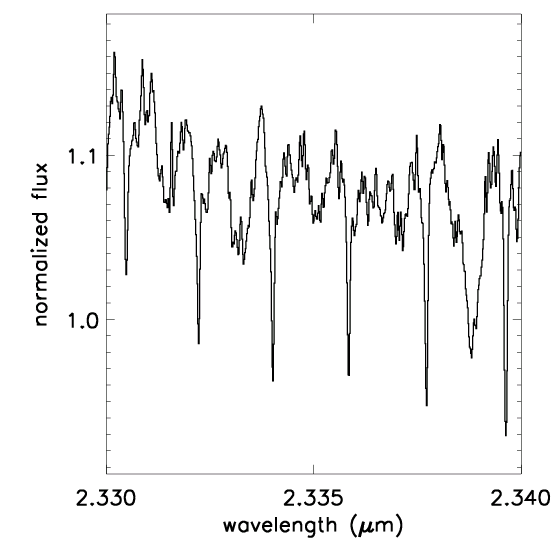 1.1
1.0
normalized flux
2.330
2.335
2.340
wavelength (μm)